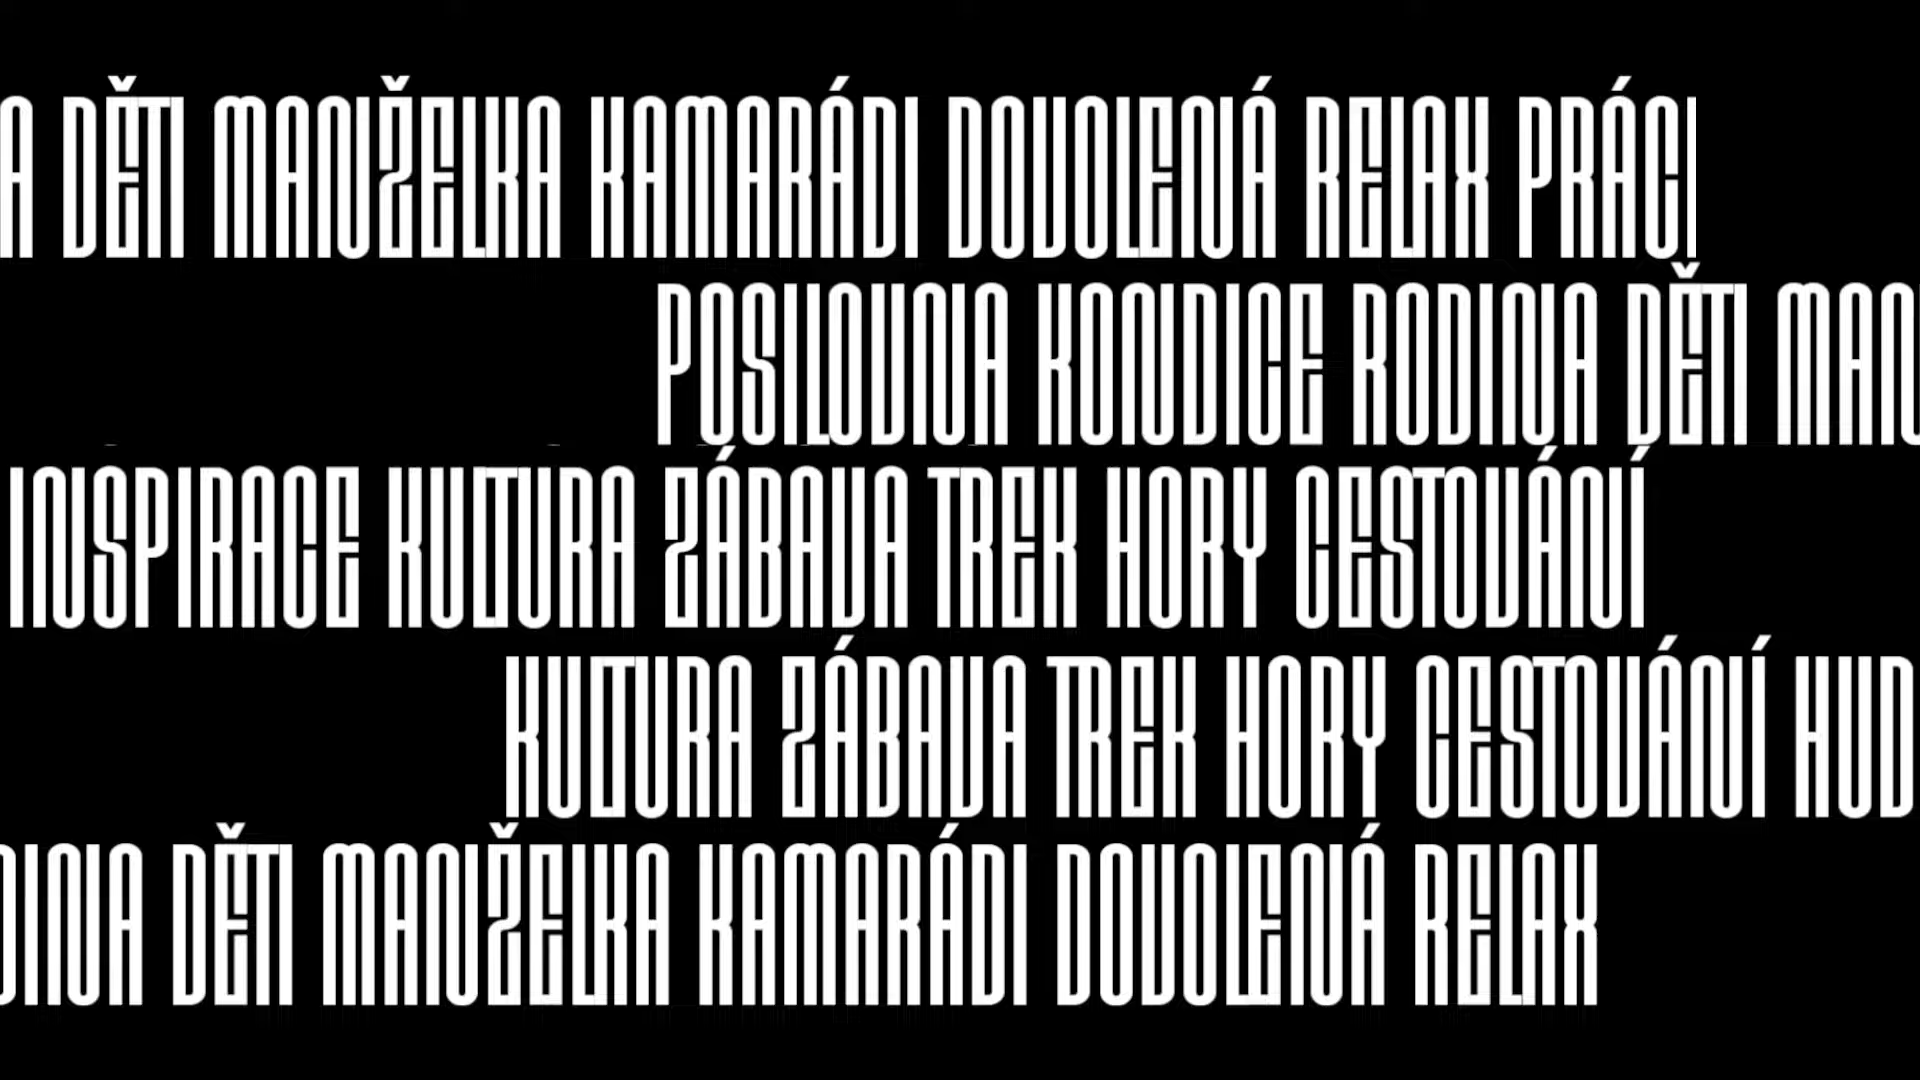 A DĚTI MANŽELKA KAMARÁDI DOVOLENÁ RELAX PRÁCI
POSILOVNA KONDICE RODINA DĚTI MAN
INSPIRACE KULTURA ZÁBAVA TREK HORY CESTOVÁNÍ
KULTURA ZÁBAVA TREK HORY CESTOVÁNÍ HUD
DINA DĚTI MANŽELKA KAMARÁDI DOVOLENÁ RELAX